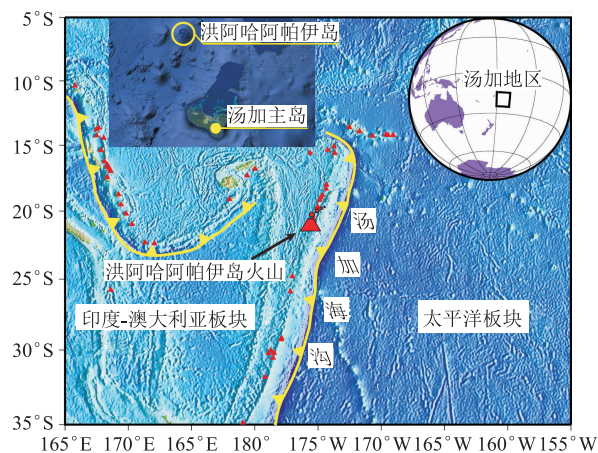 5°S
洪阿哈阿帕伊岛
10°S
汤加地区
汤加主岛
15°S
20°S
汤
加
海
沟
洪阿哈阿帕伊岛火山
25°S
印度-澳大利亚板块
太平洋板块
30°S
35°S
165°E 170°E 180° 175°W 170°W 165°W 160°W 155°W